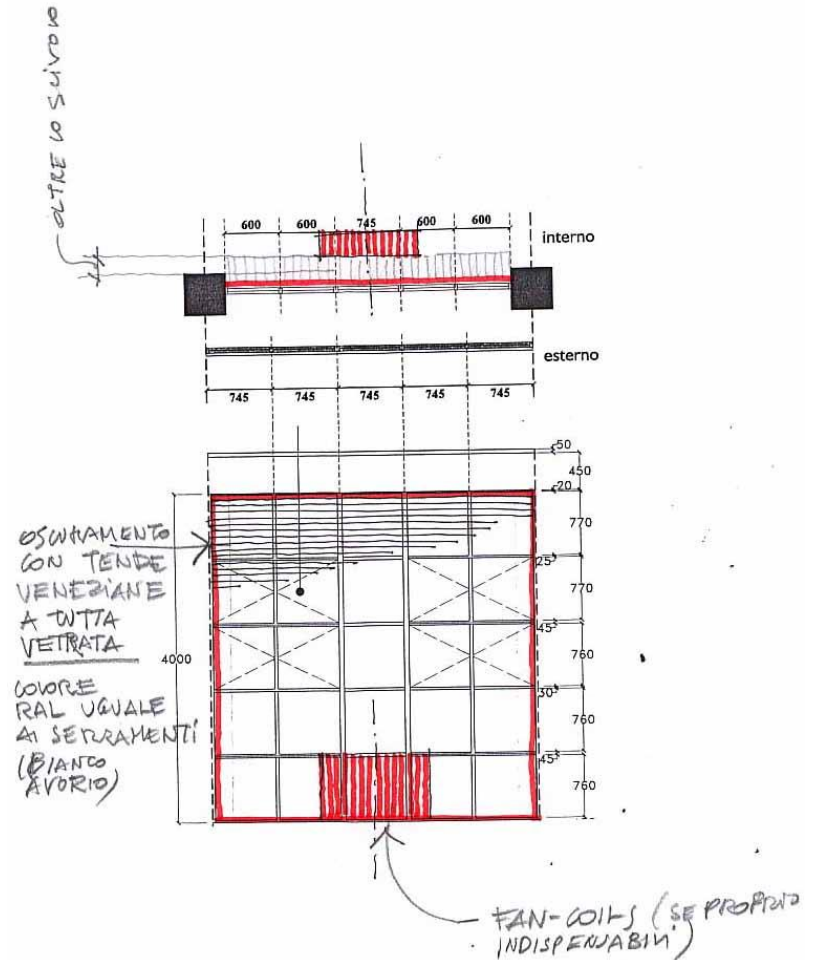 OLTRE LO SCIVOLO
600 600 745 600 600
interno
esterno
745 745 745 745 745
50
450
20
770
25
770
45
760
30
760
45
760
4000
OSCURAMENTO
CON TENDE
VENEZIANE
A TUTTA
VETRATA
COLORE
RAL UGUALE
AI SERRAMENTI
(BIANCO
AVORIO)
FAN-COILS (SE PROPRIO
INDISPENSABILI)